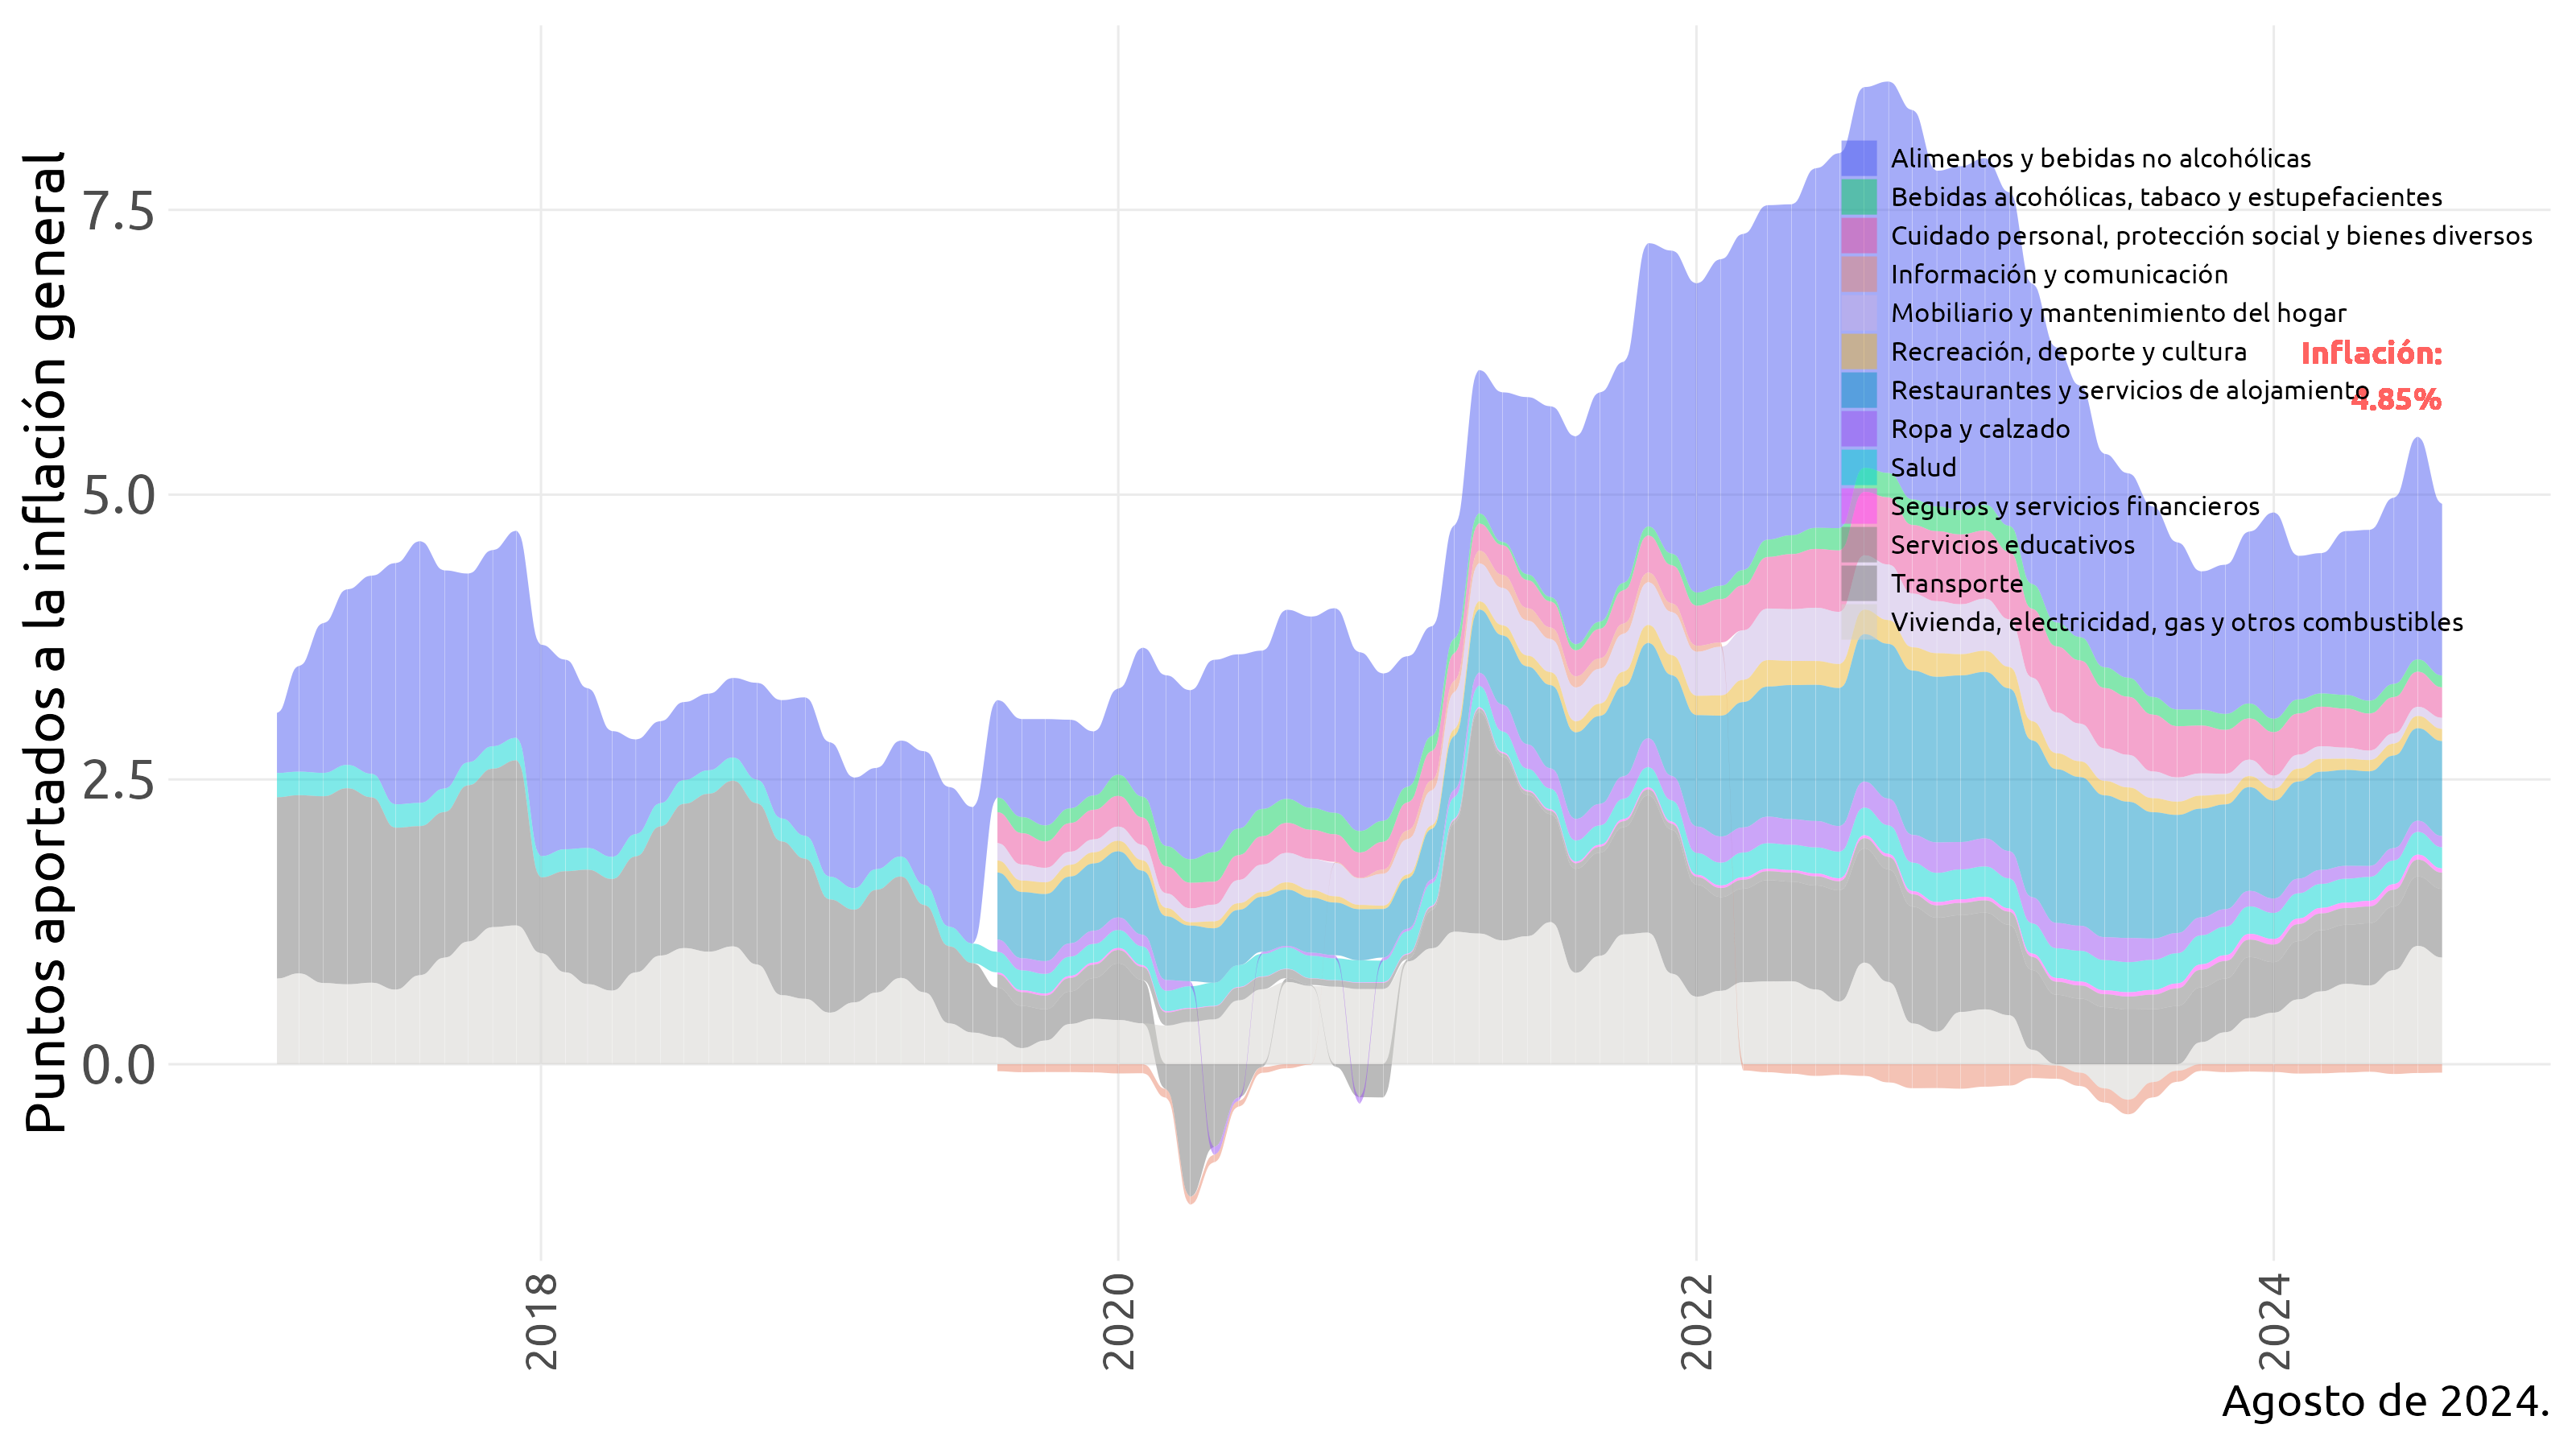 Puntos aportados a la inflación general
7.5
5.0
2.5
0.0
Alimentos y bebidas no alcohólicas
Bebidas alcohólicas, tabaco y estupefacientes
Cuidado personal, protección social y bienes diversos
Información y comunicación
Mobiliario y mantenimiento del hogar
Recreación, deporte y cultura
Restaurantes y servicios de alojamiento
Ropa y calzado
Salud
Seguros y servicios financieros
Servicios educativos
Transporte
Vivienda, electricidad, gas y otros combustibles
Inflación:
4.85%
2018
2020
2022
2024
Agosto de 2024.